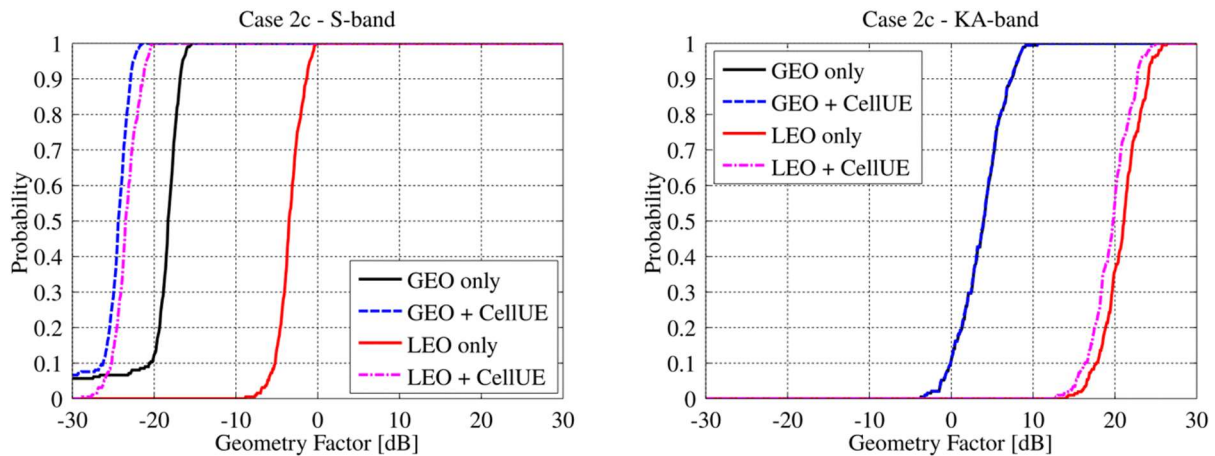 Case 2c - S-band
1
0.9
0.8
0.7
0.6
0.5
0.4
0.3
0.2
0.1
0
Probability
GEO only
GEO + CellUE
LEO only
LEO + CellUE
-30 -20 -10 0 10 20 30
Geometry Factor [dB]
Case 2c - KA-band
1
0.9
0.8
0.7
0.6
0.5
0.4
0.3
0.2
0.1
0
Probability
GEO only
GEO + CellUE
LEO only
LEO + CellUE
-30 -20 -10 0 10 20 30
Geometry Factor [dB]